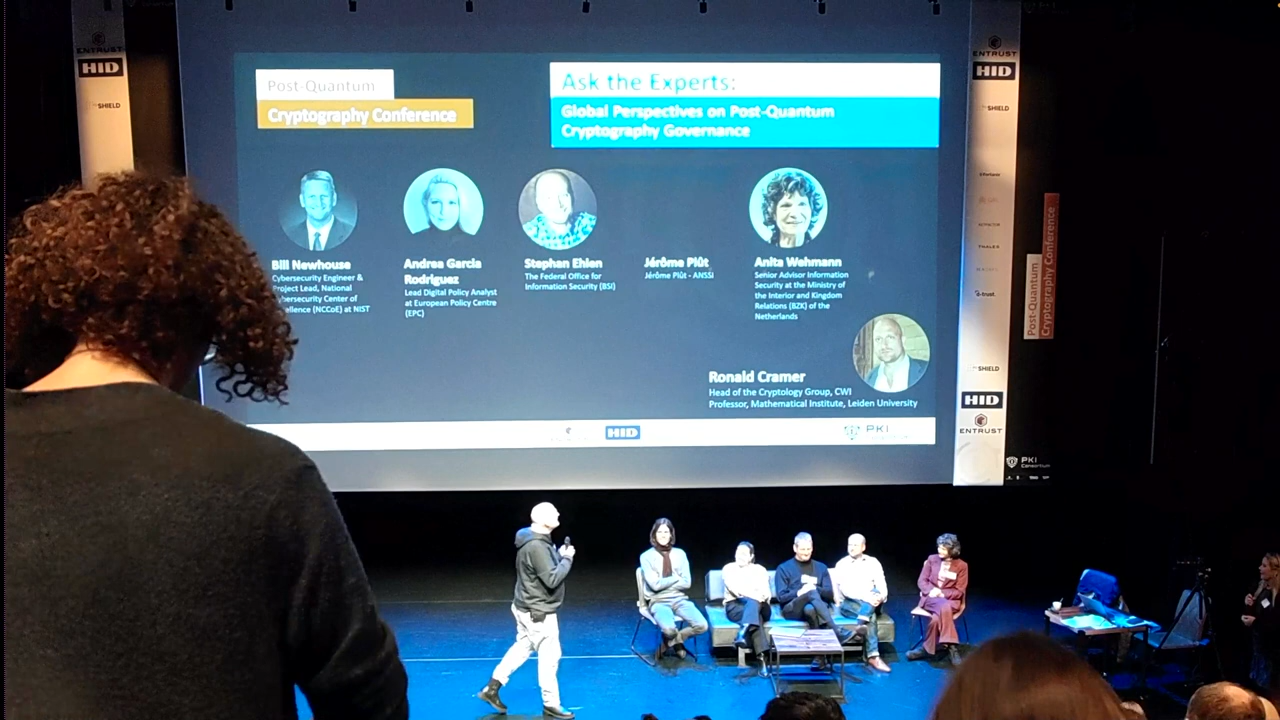 ENTRUST
HID
SHIELD
Post-Quantum
Cryptography Conference
Ask the Experts:
Global Perspectives on Post-Quantum
Cryptography Governance
Bill Newhouse
Cybersecurity Engineer &
Project Lead, National
Cybersecurity Center of
Excellence (NCCoE) at NIST
Andrea Garcia
Rodriguez
Lead Digital Policy Analyst
at European Policy Centre
(EPC)
Stephan Ehlen
The Federal Office for
Information Security (BSI)
Jérôme Plût
Jérôme Plût - ANSSI
Anita Wehmann
Senior Advisor Information
Security at the Ministry of
the Interior and Kingdom
Relations (BZK) of the
Netherlands
Ronald Cramer
Head of the Cryptology Group, CWI
Professor, Mathematical Institute, Leiden University
HID
PKI
ENTRUST
HID
SHIELD
THALES
d-trust.
SHIELD
HID
ENTRUST
Post-Quantum
Cryptography Conference
PKI
Consortium